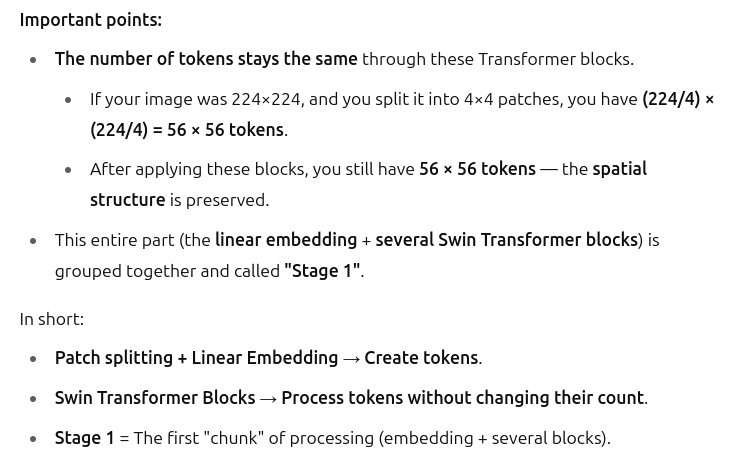 Important points:
• The number of tokens stays the same through these Transformer blocks.
• If your image was 224×224, and you split it into 4×4 patches, you have (224/4) ×
(224/4) = 56 × 56 tokens.
• After applying these blocks, you still have 56 × 56 tokens — the spatial
structure is preserved.
• This entire part (the linear embedding + several Swin Transformer blocks) is
grouped together and called "Stage 1".
In short:
• Patch splitting + Linear Embedding → Create tokens.
• Swin Transformer Blocks → Process tokens without changing their count.
• Stage 1 = The first "chunk" of processing (embedding + several blocks).